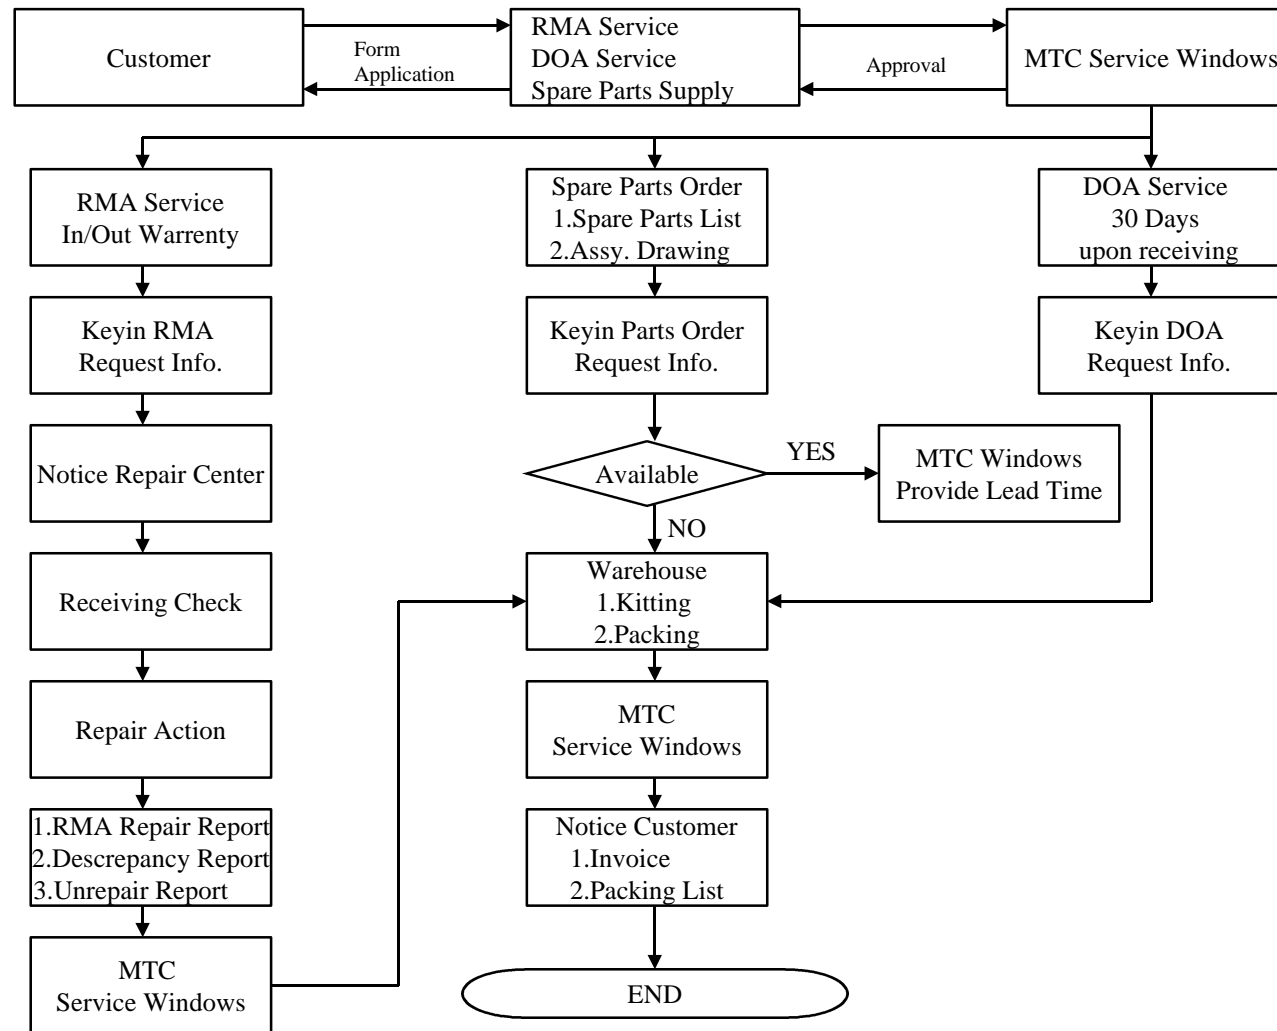 Customer
Form
Application
RMA Service
DOA Service
Spare Parts Supply
Approval
MTC Service Windows
RMA Service
In/Out Warrenty
Spare Parts Order
1.Spare Parts List
2.Assy. Drawing
DOA Service
30 Days
upon receiving
Keyin RMA
Request Info.
Keyin Parts Order
Request Info.
Keyin DOA
Request Info.
Notice Repair Center
Available
YES
MTC Windows
Provide Lead Time
NO
Receiving Check
Warehouse
1.Kitting
2.Packing
Repair Action
MTC
Service Windows
1.RMA Repair Report
2.Descrepancy Report
3.Unrepair Report
Notice Customer
1.Invoice
2.Packing List
MTC
Service Windows
END